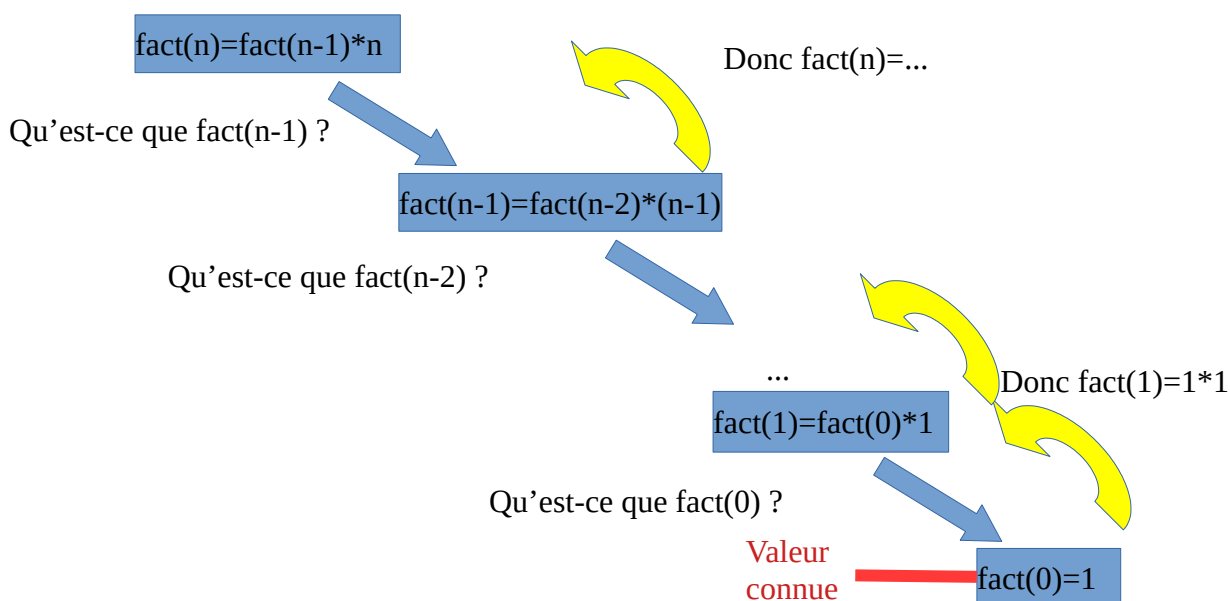 fact(n)=fact(n-1)*n
Donc fact(n)=...
Qu’est-ce que fact(n-1) ?
fact(n-1)=fact(n-2)*(n-1)
Qu’est-ce que fact(n-2) ?
...
Donc fact(1)=1*1
fact(1)=fact(0)*1
Qu’est-ce que fact(0) ?
Valeur
connue
fact(0)=1